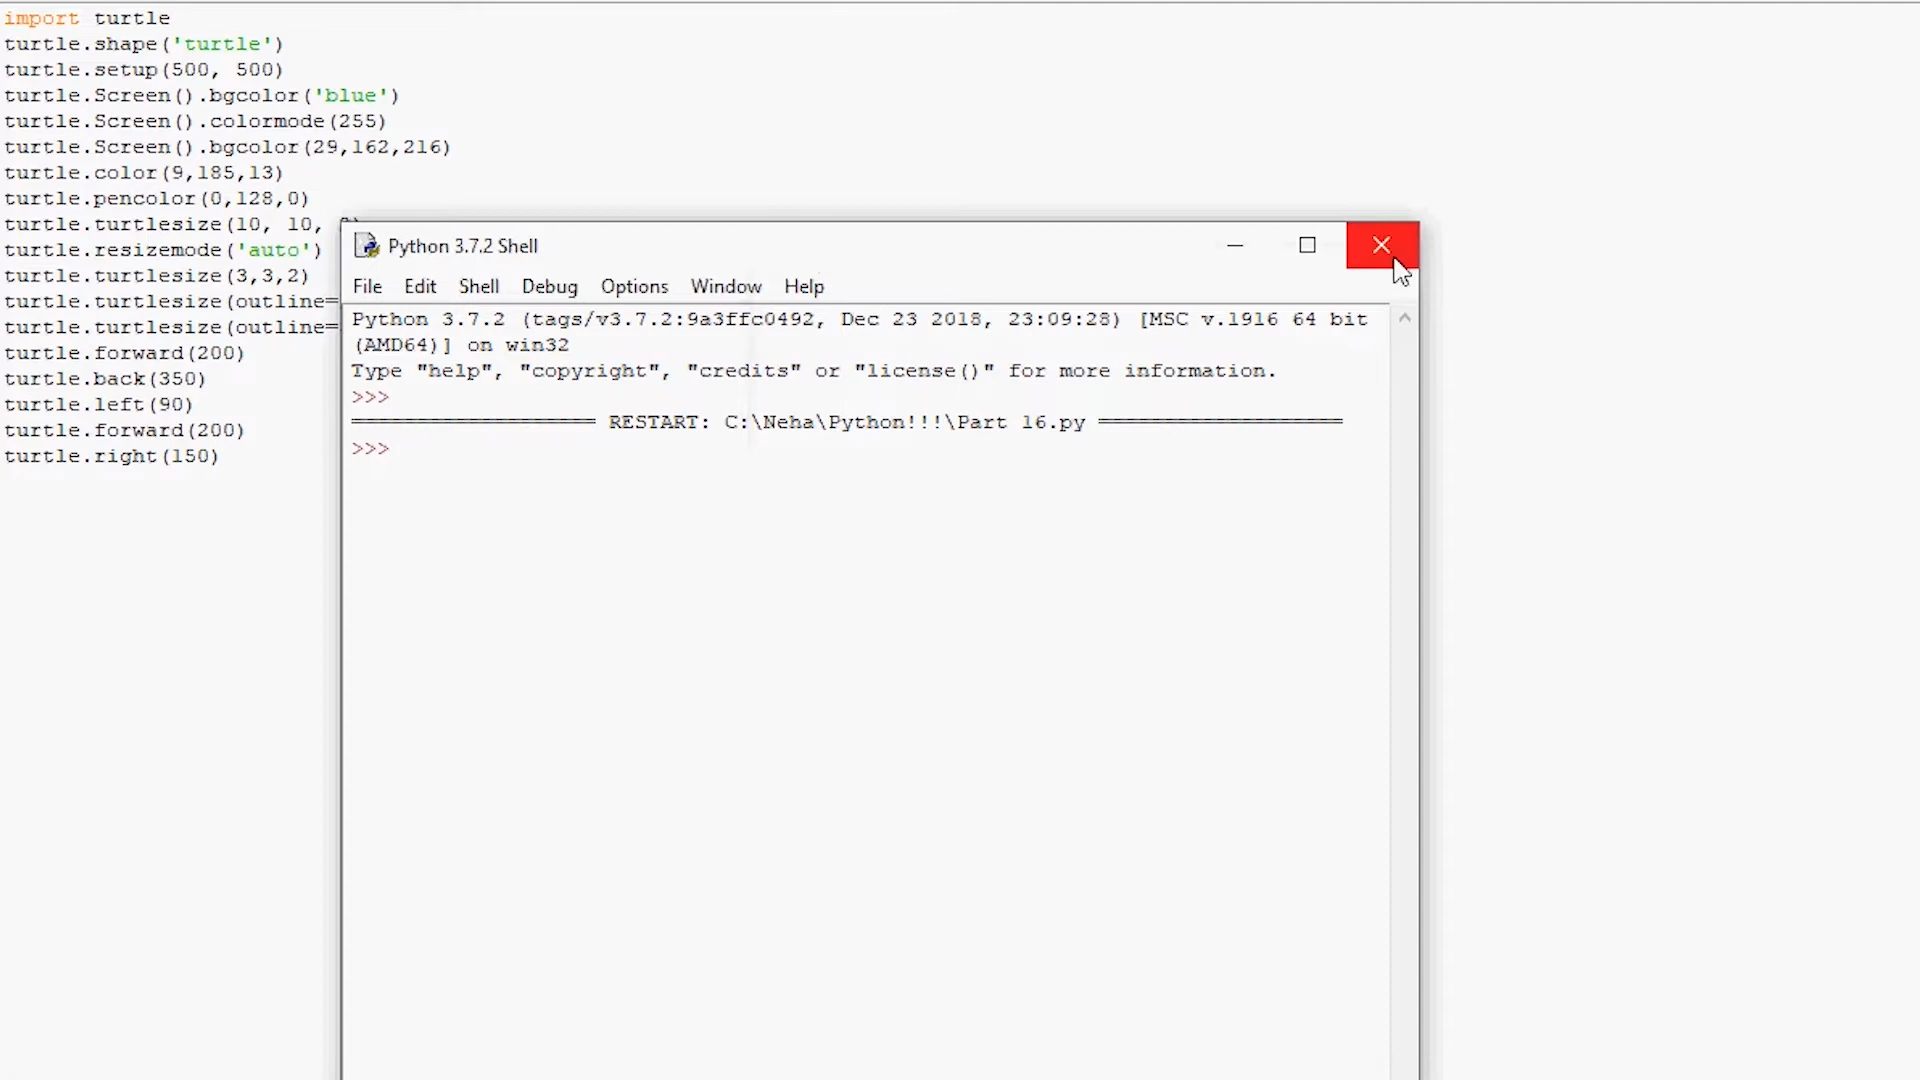 import turtle
turtle.shape('turtle')
turtle.setup(500, 500)
turtle.Screen().bgcolor('blue')
turtle.Screen().colormode(255)
turtle.Screen().bgcolor(29,162,216)
turtle.color(9,185,13)
turtle.pencolor(0,128,0)
turtle.turtlesize(10, 10,
turtle.resizemode('auto')
turtle.turtlesize(3,3,2)
turtle.turtlesize(outline=
turtle.turtlesize(outline=
turtle.forward(200)
turtle.back(350)
turtle.left(90)
turtle.forward(200)
turtle.right(150)
Python 3.7.2 Shell
File Edit Shell Debug Options Window Help
Python 3.7.2 (tags/v3.7.2:9a3ffc0492, Dec 23 2018, 23:09:28) [MSC v.1916 64 bit
(AMD64)] on win32
Type "help", "copyright", "credits" or "license()" for more information.
>>>
=================== RESTART: C:\Neha\Python!!!\Part 16.py ===================
>>>